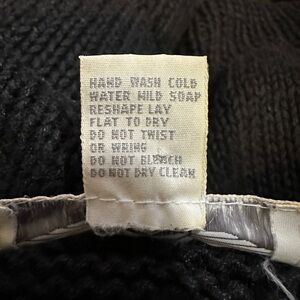 HAND WASH COLD
WATER MILD SOAP
RESHAPE LAY
FLAT TO DRY
DO NOT TWIST
OR WRING
DO NOT BLEACH
DO NOT DRY CLEAN